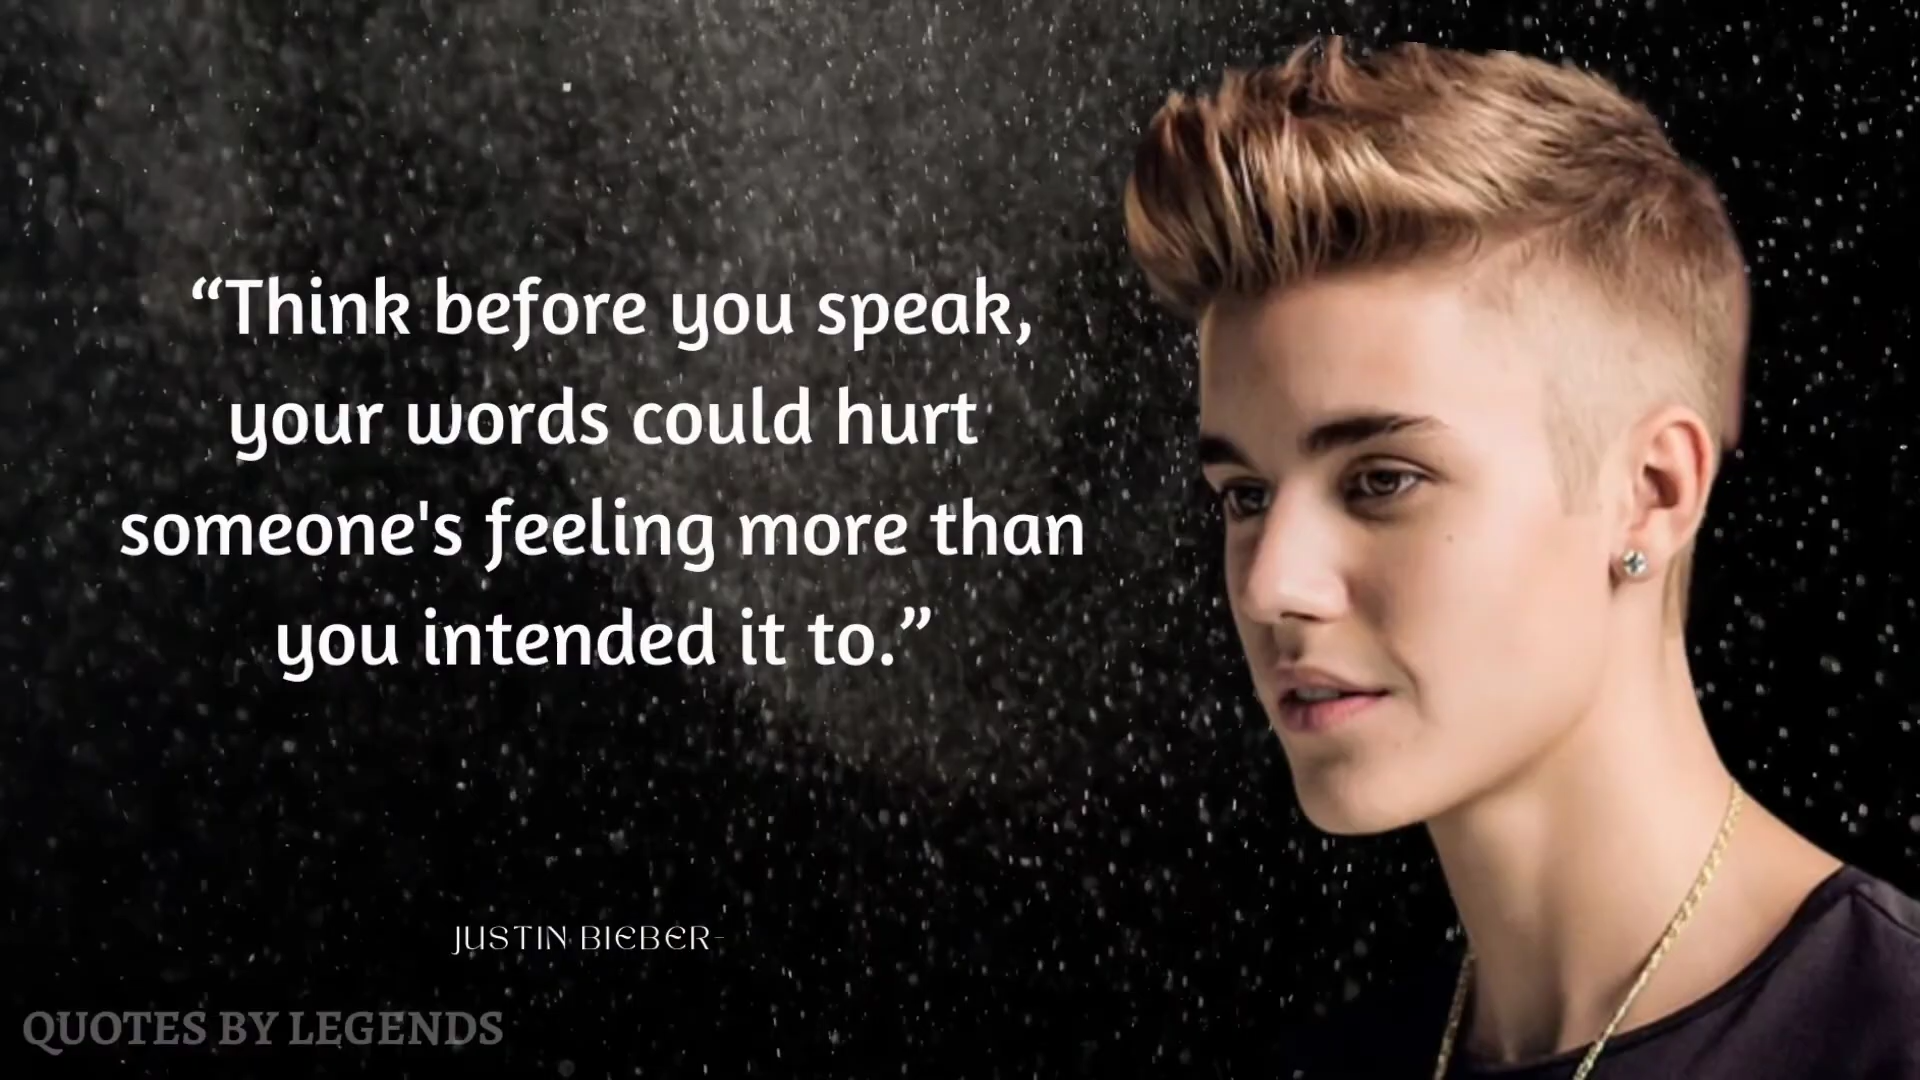 “Think before you speak,
your words could hurt
someone's feeling more than
you intended it to.”
JUSTIN BIEBER-
QUOTES BY LEGENDS